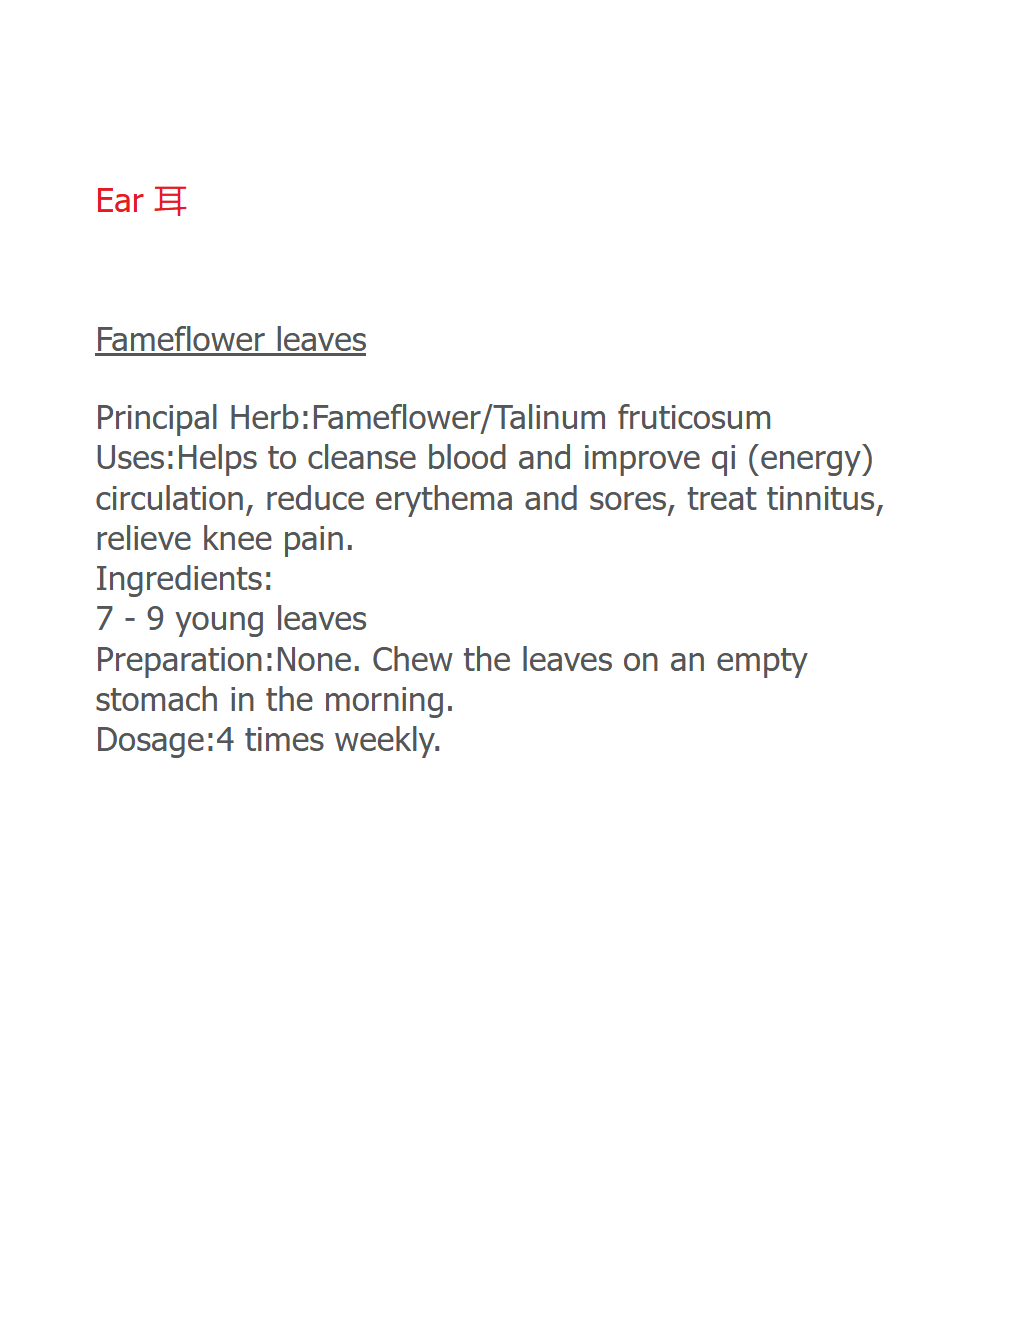 Ear 耳
Fameflower leaves
Principal Herb:Fameflower/Talinum fruticosum
Uses:Helps to cleanse blood and improve qi (energy)
circulation, reduce erythema and sores, treat tinnitus,
relieve knee pain.
Ingredients:
7 - 9 young leaves
Preparation:None. Chew the leaves on an empty
stomach in the morning.
Dosage:4 times weekly.